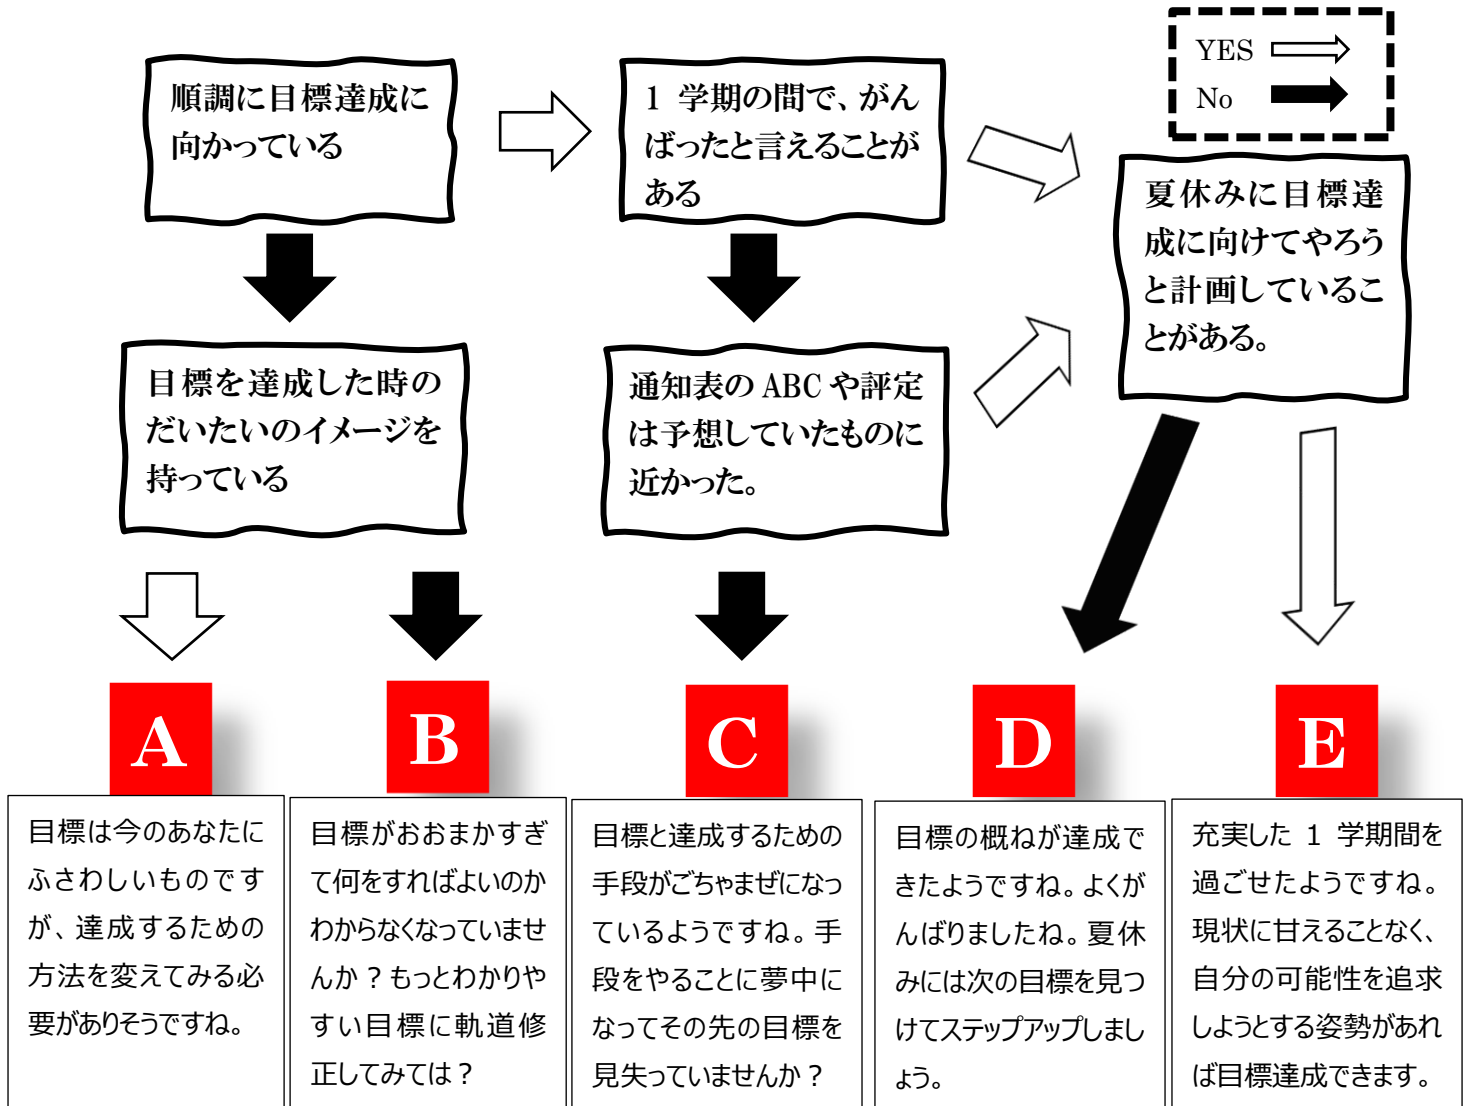 YES
No
順調に目標達成に
向かっている
1 学期の間で、がん
ばったと言えることが
ある
夏休みに目標達
成に向けてやろう
と計画しているこ
とがある。
目標を達成した時の
だいたいのイメージを
持っている
通知表の ABC や評定
は予想していたものに
近かった。
A
B
C
D
E
目標は今のあなたに
ふさわしいものです
が、達成するための
方法を変えてみる必
要がありそうですね。
目標がおおまかすぎ
て何をすればよいのか
わからなくなっていませ
んか？もっとわかりや
すい目標に軌道修
正してみては？
目標と達成するための
手段がごちゃまぜになっ
ているようですね。手
段をやることに夢中に
なってその先の目標を
見失っていませんか？
目標の概ねが達成で
きたようですね。よくが
んばりましたね。夏休
みには次の目標を見つ
けてステップアップしまし
ょう。
充実した 1 学期間を
過ごせたようですね。
現状に甘えることなく、
自分の可能性を追求
しようとする姿勢があれ
ば目標達成できます。